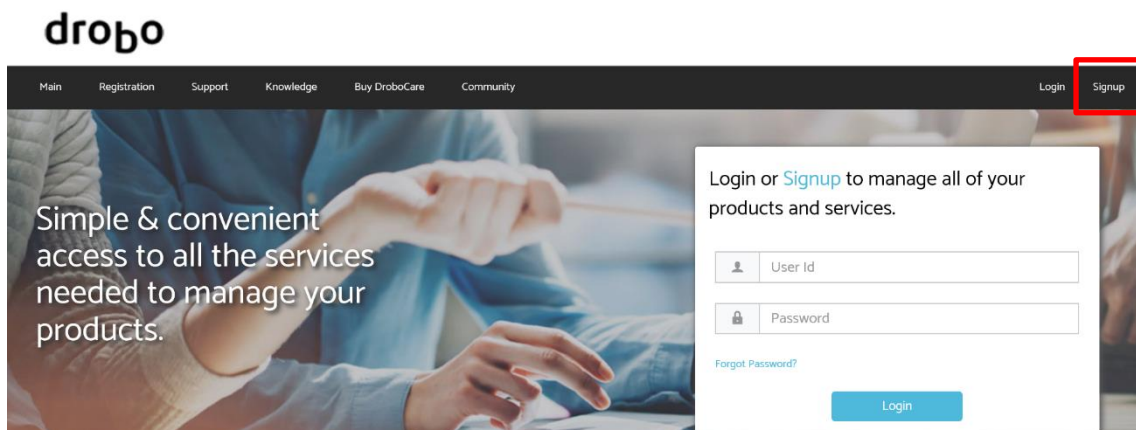 drobo
Main Registration Support Knowledge Buy DroboCare Community Login Signup
Simple & convenient
access to all the services
needed to manage your
products.
Login or Signup to manage all of your
products and services.
User Id
Password
Forgot Password?
Login